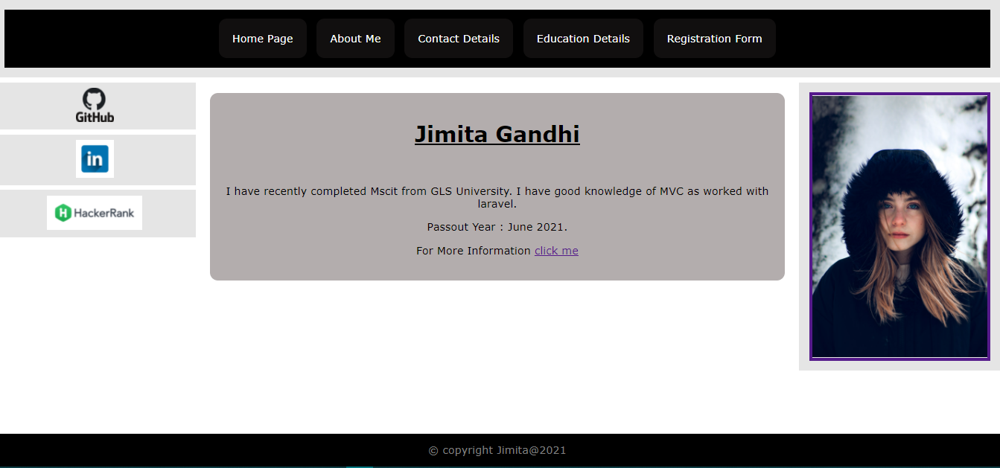 Home Page
About Me
Contact Details
Education Details
Registration Form
GitHub
in
HackerRank
Jimita Gandhi
I have recently completed Mscit from GLS University. I have good knowledge of MVC as worked with
laravel.
Passout Year : June 2021.
For More Information click me
© copyright Jimita@2021